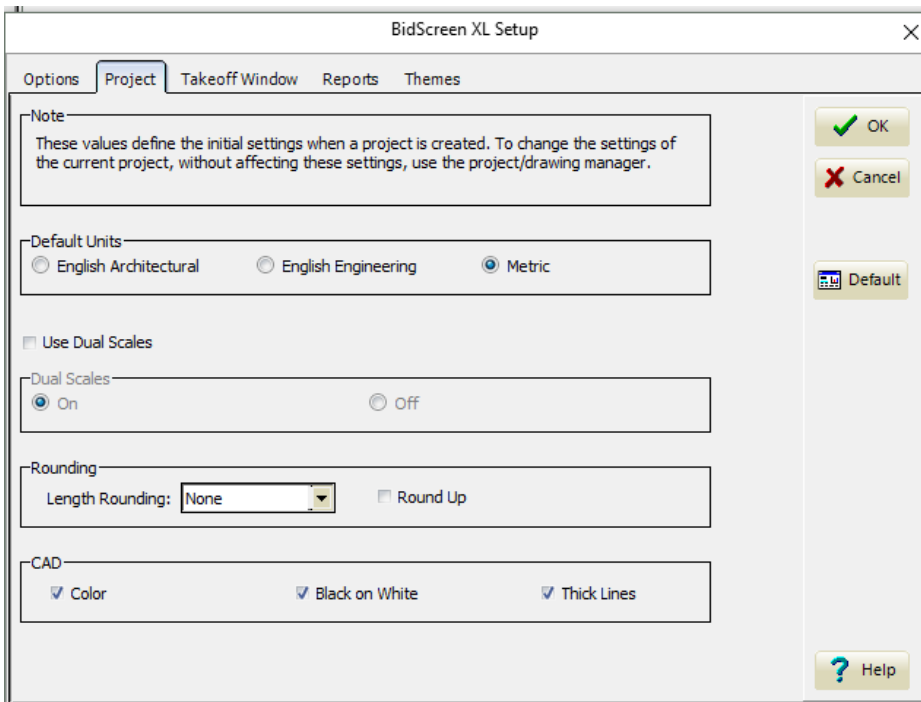 BidScreen XL Setup
Options Project Takeoff Window Reports Themes
Note
These values define the initial settings when a project is created. To change the settings of
the current project, without affecting these settings, use the project/drawing manager.
OK
Cancel
Default Units
English Architectural English Engineering Metric
Default
Use Dual Scales
Dual Scales
On Off
Rounding
Length Rounding: None Round Up
CAD
Color Black on White Thick Lines
Help